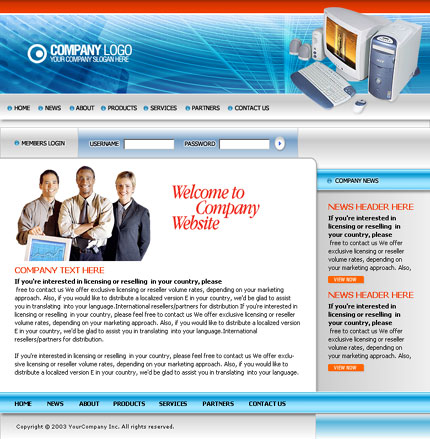 COMPANY LOGO
YOUR COMPANY SLOGAN HERE
HOME NEWS ABOUT PRODUCTS SERVICES PARTNERS CONTACT US
MEMBERS LOGIN USERNAME PASSWORD
Welcome to
Company
Website
COMPANY TEXT HERE
If you're interested in licensing or reselling in your country, please
free to contact us We offer exclusive licensing or reseller
volume rates, depending on your marketing
approach. Also, if you would like to distribute a localized version E in your country, we'd be glad to assist
you in translating into your language.International resellers/partners for distribution If you're interested in
licensing or reselling in your country, please feel free to contact us We offer exclusive licensing or reseller
volume rates, depending on your marketing approach. Also, if you would like to distribute a localized version
E in your country, we'd be glad to assist you in translating into your language.International
resellers/partners for distribution.
If you're interested in licensing or reselling in your country, please feel free to contact us We offer exclu-
sive licensing or reseller volume rates, depending on your marketing approach. Also, if you would like to
distribute a localized version E in your country, we'd be glad to assist you in translating into your language.
COMPANY NEWS
NEWS HEADER HERE
If you're interested in
licensing or reselling in
your country, please
free to contact us We offer
exclusive licensing or reseller
volume rates, depending on
your marketing approach. Also,
VIEW NOW
NEWS HEADER HERE
If you're interested in
licensing or reselling in
your country, please
free to contact us We offer
exclusive licensing or reseller
volume rates, depending on
your marketing approach. Also,
VIEW NOW
HOME NEWS ABOUT PRODUCTS SERVICES PARTNERS CONTACT US
Copyright © 2003 YourCompany Inc. All rights reserved.